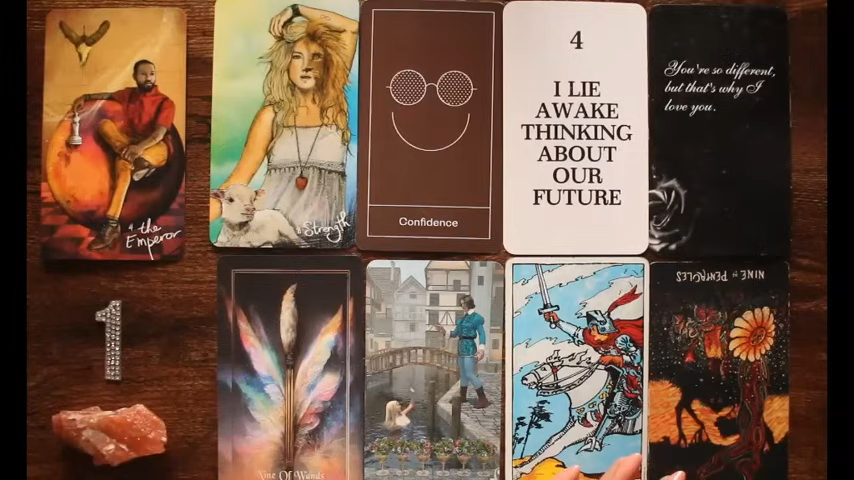 4 the
Emperor
8. Strength
Confidence
4
I LIE
AWAKE
THINKING
ABOUT
OUR
FUTURE
You're so different,
but that's why I
love you.
1
Nine Of Wands
NINE OF PENTACLES